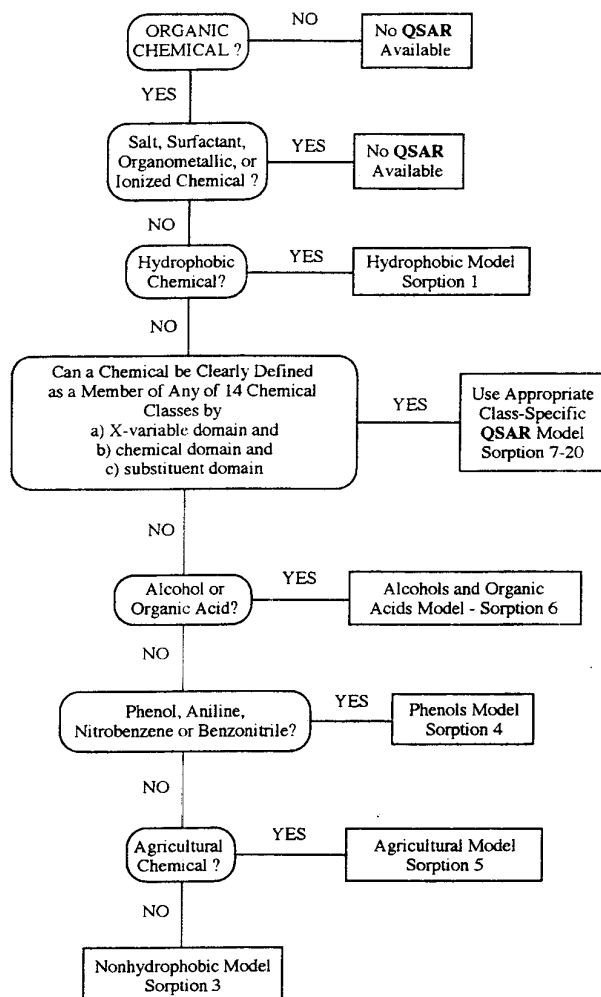 ORGANIC
CHEMICAL ?
NO
No QSAR
Available
YES
Salt, Surfactant,
Organometallic, or
Ionized Chemical ?
YES
No QSAR
Available
NO
Hydrophobic
Chemical?
YES
Hydrophobic Model
Sorption 1
NO
Can a Chemical be Clearly Defined
as a Member of Any of 14 Chemical
Classes by
a) X-variable domain and
b) chemical domain and
c) substituent domain
YES
Use Appropriate
Class-Specific
QSAR Model
Sorption 7-20
NO
Alcohol or
Organic Acid?
YES
Alcohols and Organic
Acids Model - Sorption 6
NO
Phenol, Aniline,
Nitrobenzene or Benzonitrile?
YES
Phenols Model
Sorption 4
NO
Agricultural
Chemical ?
YES
Agricultural Model
Sorption 5
NO
Nonhydrophobic Model
Sorption 3